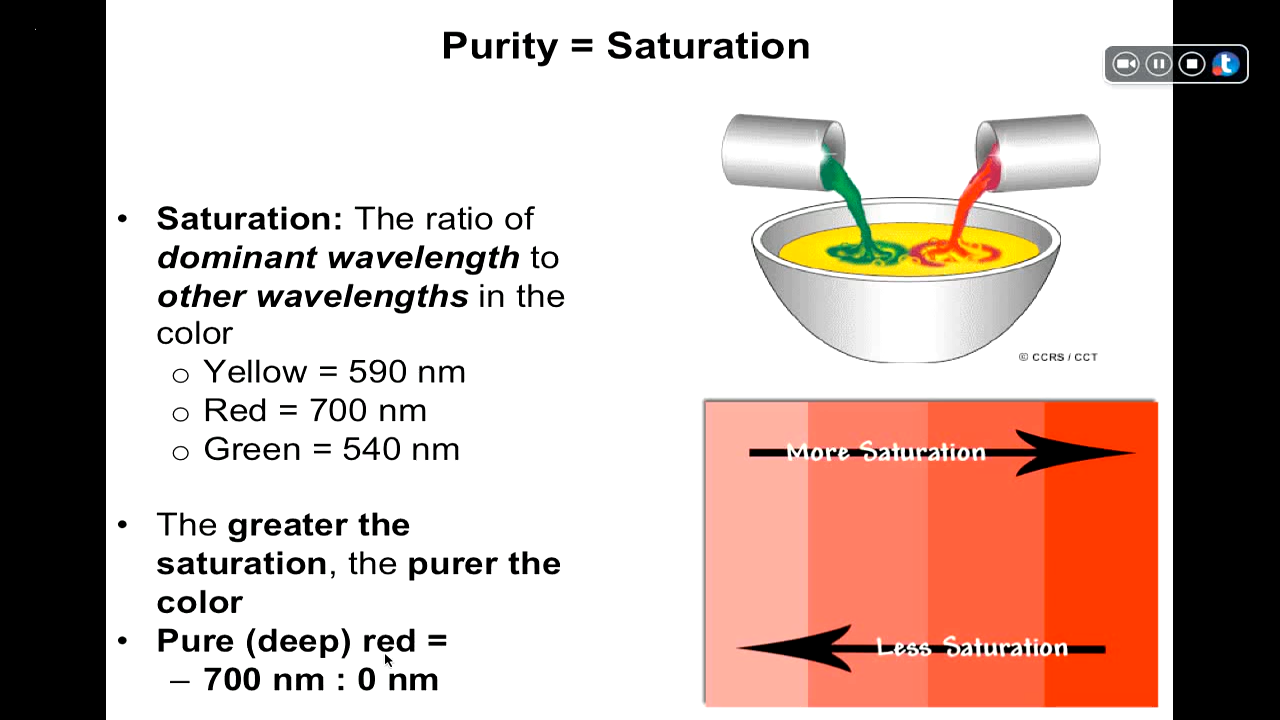 Purity = Saturation
• Saturation: The ratio of
dominant wavelength to
other wavelengths in the
color
o Yellow = 590 nm
o Red = 700 nm
o Green = 540 nm
• The greater the
saturation, the purer the
color
• Pure (deep) red =
– 700 nm : 0 nm
© CCRS / CCT
More Saturation
Less Saturation